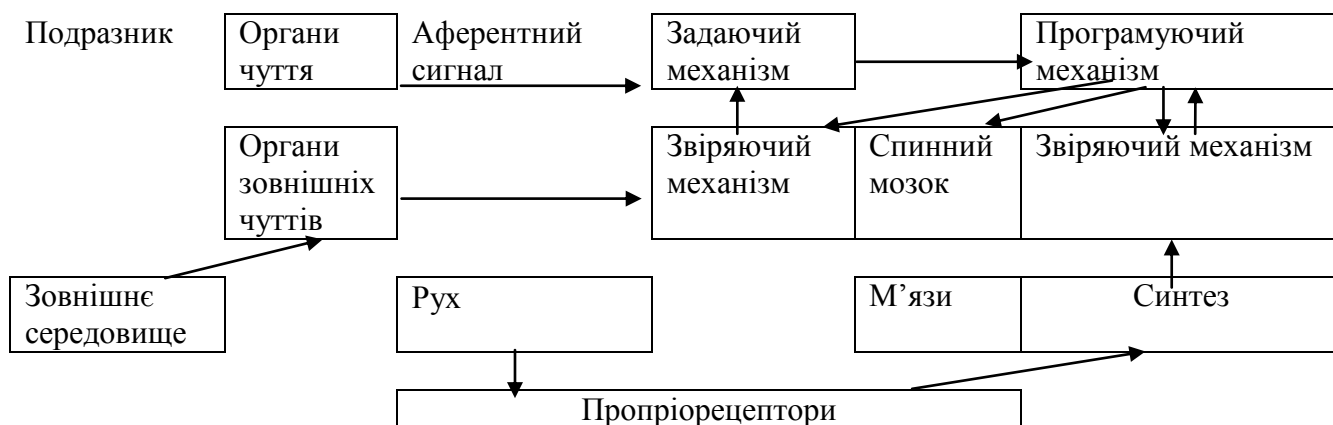 Подразник Органи Аферентний Задаючий Програмуючий
чуття сигнал механізм механізм
Органи Звіряючий Спинний Звіряючий механізм
зовнішніх механізм мозок
чуттів
Зовнішнє Рух М’язи Синтез
середовище
Пропріорецептори